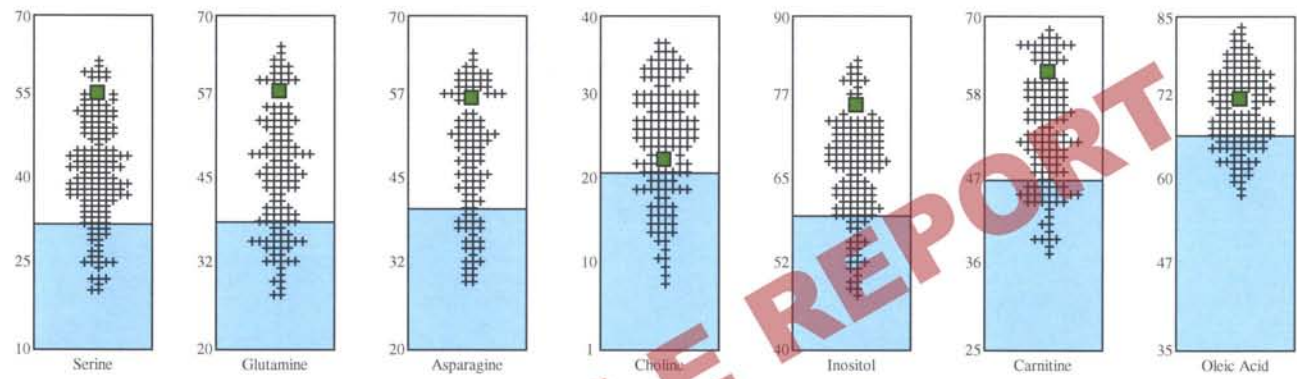 70 70 70 40 90 70 85
55 57 57 30 77 58 72
40 45 45 20 65 47 60
25 32 32 10 52 36 47
10 20 20 1 40 25 35
Serine Glutamine Asparagine Choline Inositol Carnitine Oleic Acid
E REPORT